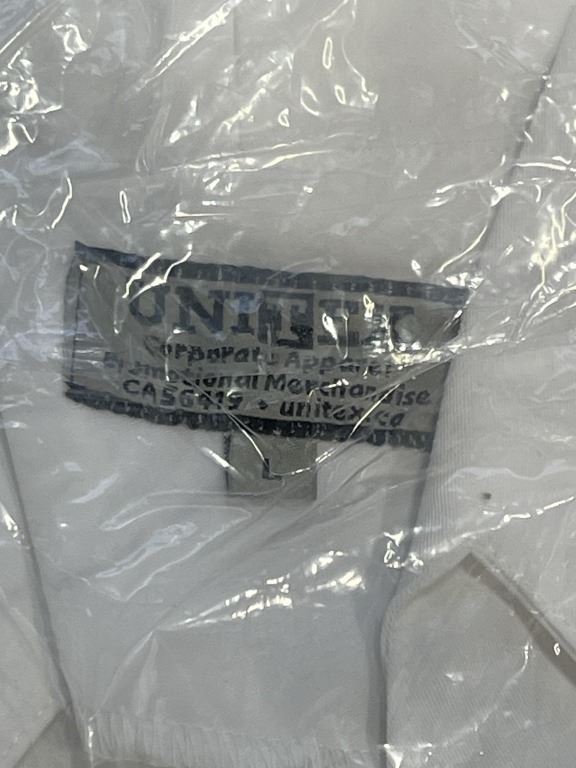 UNITEX
Corporate Apparel
Promotional Merchandise
CA56419 • unitex.ca
L